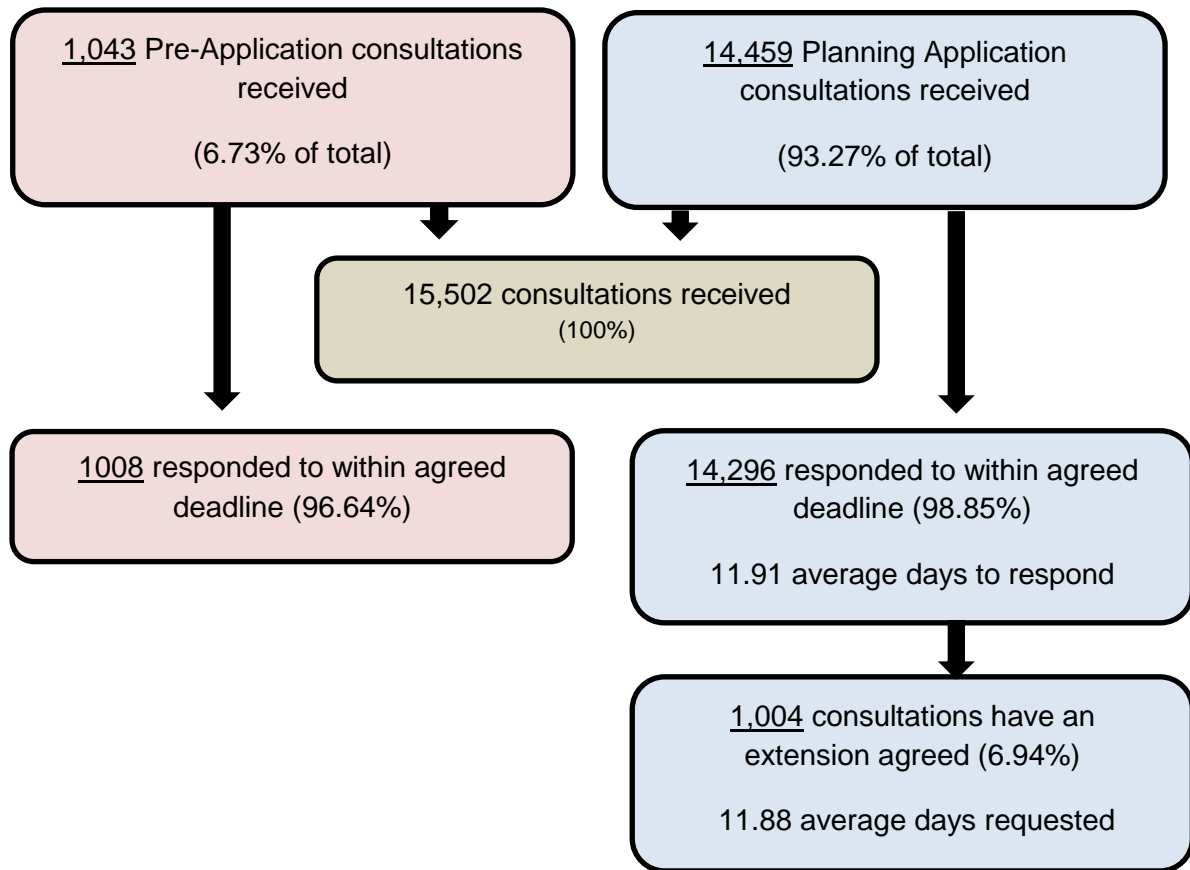 1,043 Pre-Application consultations
received
(6.73% of total)
14,459 Planning Application
consultations received
(93.27% of total)
15,502 consultations received
(100%)
1008 responded to within agreed
deadline (96.64%)
14,296 responded to within agreed
deadline (98.85%)
11.91 average days to respond
1,004 consultations have an
extension agreed (6.94%)
11.88 average days requested